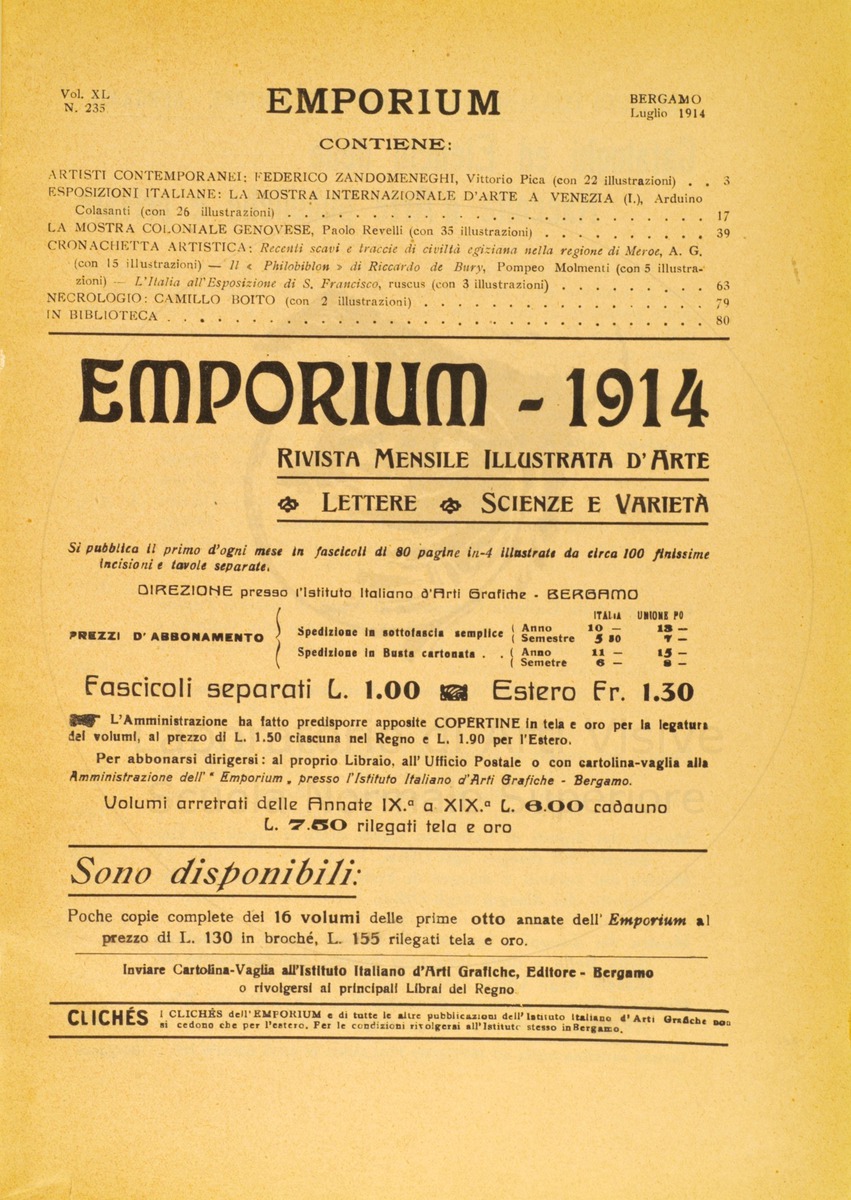 Vol. XL
N. 235
EMPORIUM
BERGAMO
Luglio 1914
CONTIENE:
ARTISTI CONTEMPORANEI: FEDERICO ZANDOMENEGHI, Vittorio Pica (con 22 illustrazioni) . . 3
ESPOSIZIONI ITALIANE: LA MOSTRA INTERNAZIONALE D'ARTE A VENEZIA (I.), Arduino
Colasanti (con 26 illustrazioni) . . . . . . . . . . . . . . . . . . . . . . . 17
LA MOSTRA COLONIALE GENOVESE, Paolo Revelli (con 35 illustrazioni) . . . . . . . . . . 39
CRONACHETTA ARTISTICA: Recenti scavi e traccie di civiltà egiziana nella regione di Meroe, A. G.
(con 15 illustrazioni) — Il « Philobiblon » di Riccardo de Bury, Pompeo Molmenti (con 5 illustra-
zioni) — L'Italia all'Esposizione di S. Francisco, ruscus (con 3 illustrazioni) . . . . . . . . . 63
NECROLOGIO: CAMILLO BOITO (con 2 illustrazioni) . . . . . . . . . . . . . . . . 79
IN BIBLIOTECA . . . . . . . . . . . . . . . . . . . . . . . . . . . . . . . . 80
EMPORIUM - 1914
RIVISTA MENSILE ILLUSTRATA D'ARTE
LETTERE SCIENZE E VARIETÀ
Si pubblica il primo d'ogni mese in fascicoli di 80 pagine in-4 illustrate da circa 100 finissime
incisioni e tavole separate.
DIREZIONE presso l'Istituto Italiano d'Arti Grafiche - BERGAMO
ITALIA UNIONE PO
PREZZI D'ABBONAMENTO
Spedizione in sottofascia semplice { Anno 10 — 13 —
Semestre 5 50 7 —
Spedizione in Busta cartonata . . { Anno 11 — 15 —
Semetre 6 — 8 —
Fascicoli separati L. 1.00 Estero Fr. 1.30
L'Amministrazione ha fatto predisporre apposite COPERTINE in tela e oro per la legatura
dei volumi, al prezzo di L. 1.50 ciascuna nel Regno e L. 1.90 per l'Estero.
Per abbonarsi dirigersi: al proprio Libraio, all'Ufficio Postale o con cartolina-vaglia alla
Amministrazione dell' " Emporium „ presso l'Istituto Italiano d'Arti Grafiche - Bergamo.
Volumi arretrati delle Annate IX.ª a XIX.ª L. 6.00 cadauno
L. 7.50 rilegati tela e oro
Sono disponibili:
Poche copie complete dei 16 volumi delle prime otto annate dell' Emporium al
prezzo di L. 130 in broché, L. 155 rilegati tela e oro.
Inviare Cartolina-Vaglia all'Istituto Italiano d'Arti Grafiche, Editore - Bergamo
o rivolgersi ai principali Librai del Regno
CLICHÉS
I CLICHÉS dell'EMPORIUM e di tutte le altre pubblicazioni dell'Istituto Italiano d'Arti Grafiche non
si cedono che per l'estero. Per le condizioni rivolgersi all'Istituto stesso in Bergamo.